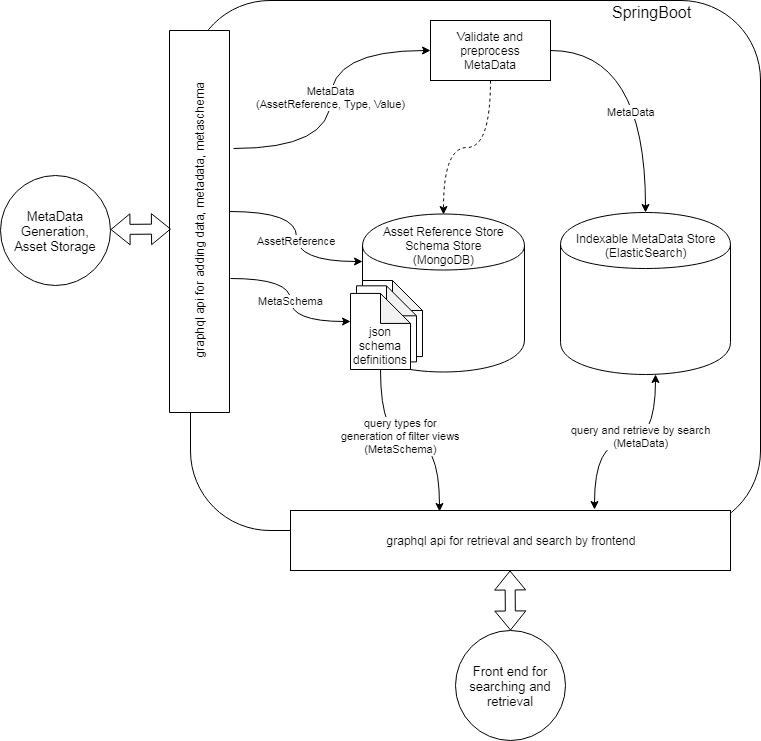 SpringBoot
Validate and
preprocess
MetaData
MetaData
(AssetReference, Type, Value)
MetaData
graphql api for adding data, metadata, metaschema
MetaData
Generation,
Asset Storage
AssetReference
Asset Reference Store
Schema Store
(MongoDB)
Indexable MetaData Store
(ElasticSearch)
MetaSchema
json
schema
definitions
query types for
generation of filter views
(MetaSchema)
query and retrieve by search
(MetaData)
graphql api for retrieval and search by frontend
Front end for
searching and
retrieval